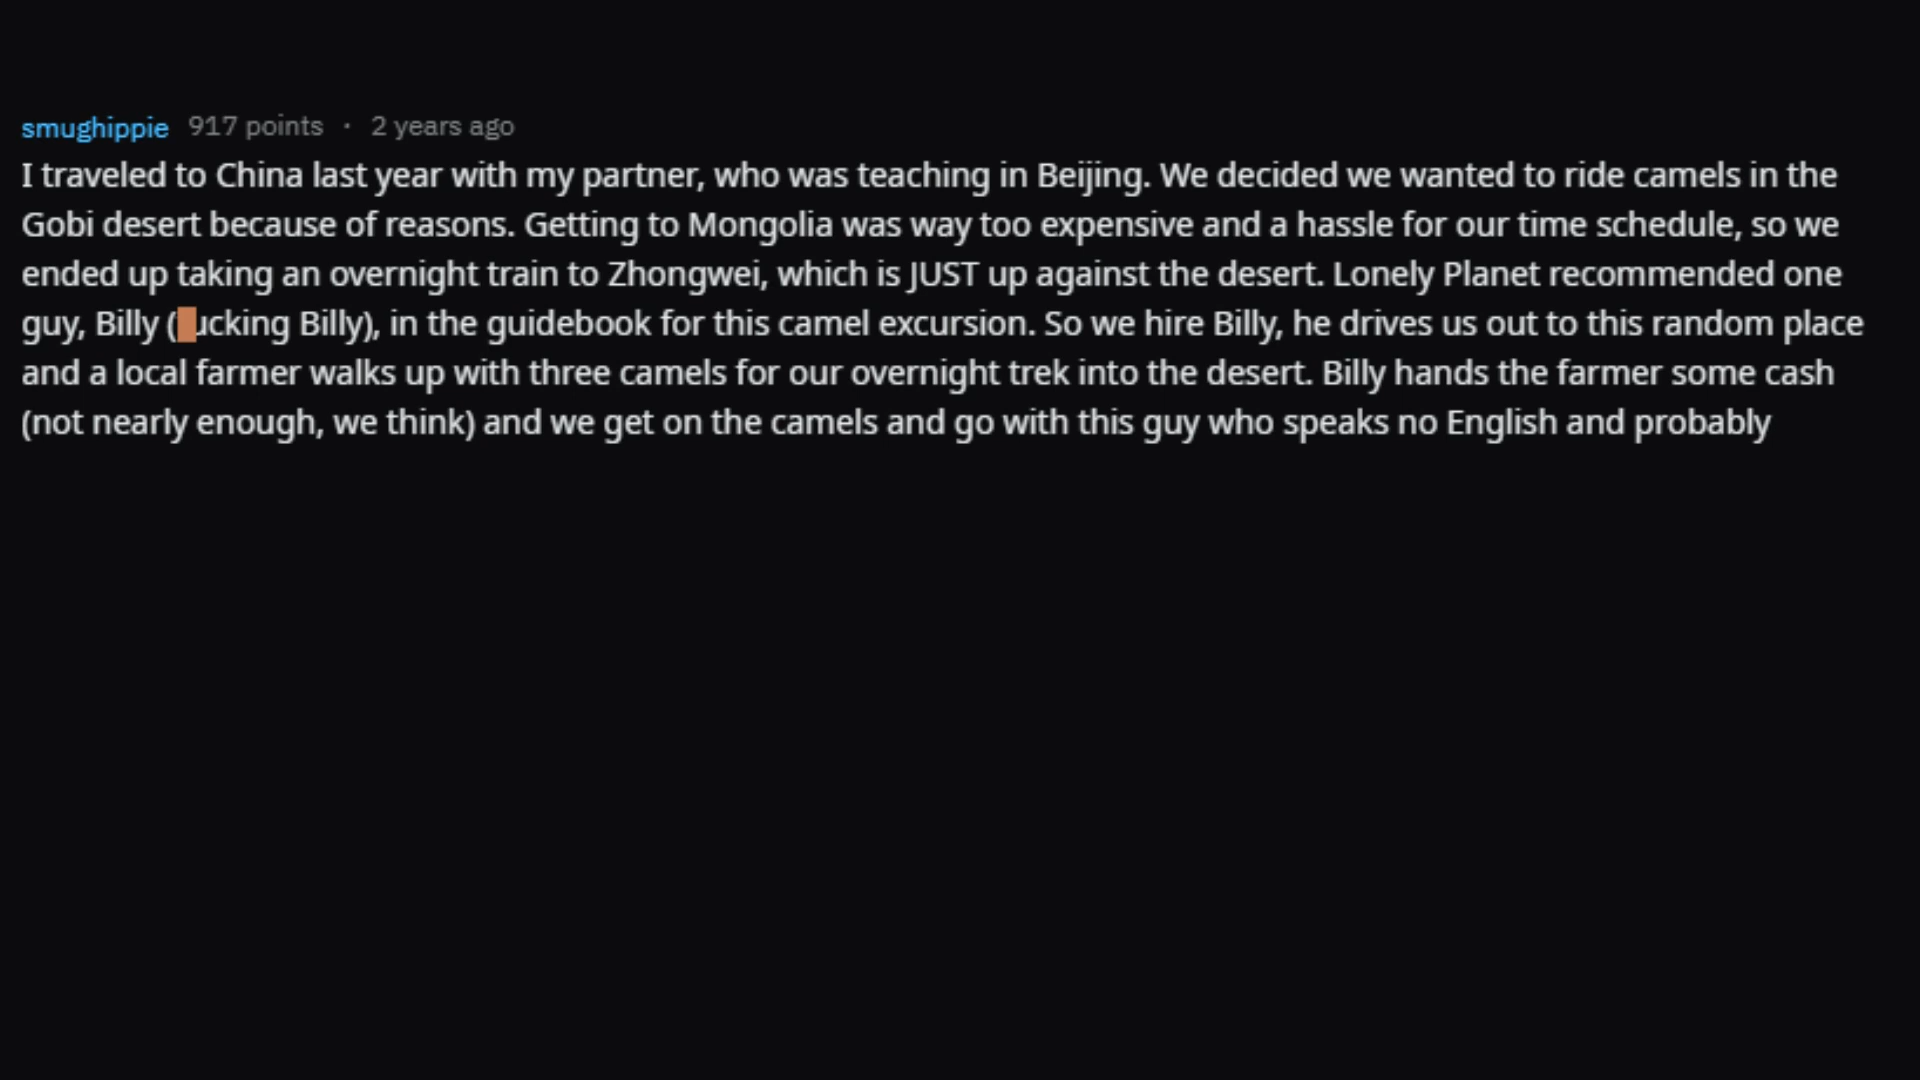 smughippie 917 points · 2 years ago
I traveled to China last year with my partner, who was teaching in Beijing. We decided we wanted to ride camels in the
Gobi desert because of reasons. Getting to Mongolia was way too expensive and a hassle for our time schedule, so we
ended up taking an overnight train to Zhongwei, which is JUST up against the desert. Lonely Planet recommended one
guy, Billy (ucking Billy), in the guidebook for this camel excursion. So we hire Billy, he drives us out to this random place
and a local farmer walks up with three camels for our overnight trek into the desert. Billy hands the farmer some cash
(not nearly enough, we think) and we get on the camels and go with this guy who speaks no English and probably